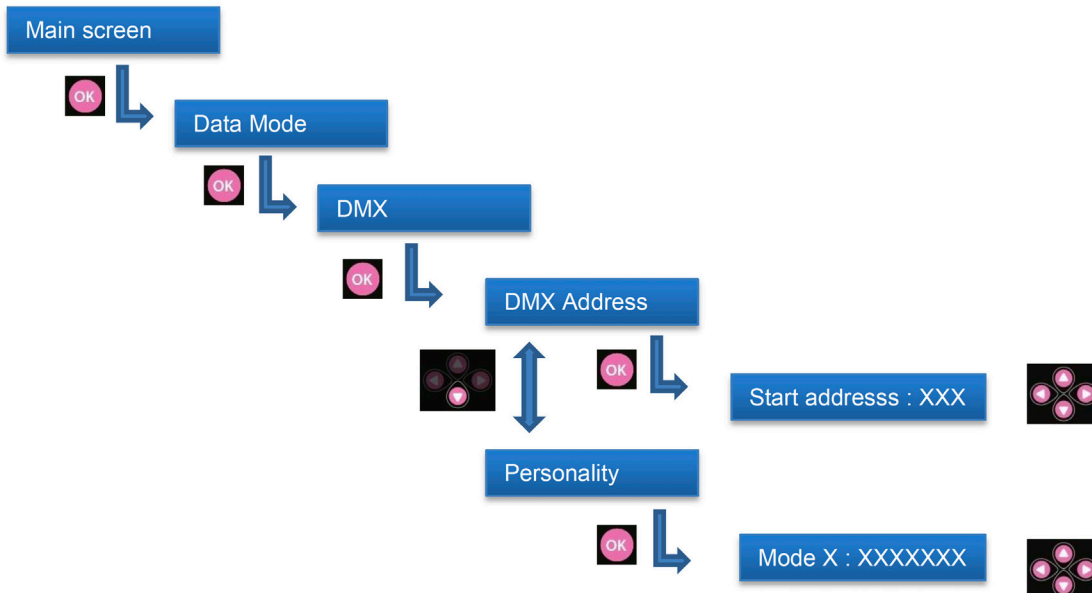 Main screen
OK
Data Mode
OK
DMX
OK
DMX Address
OK
Start addresss : XXX
Personality
OK
Mode X : XXXXXXX